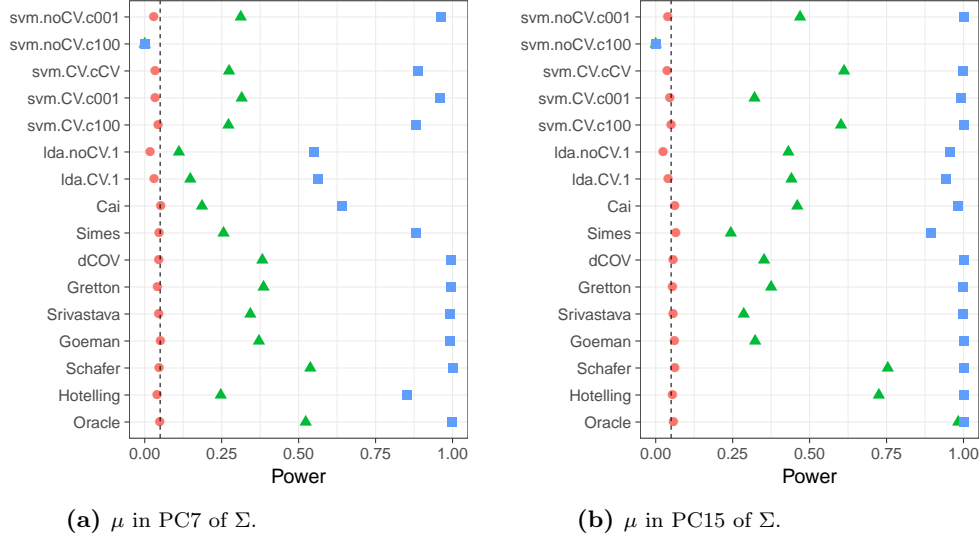 svm.noCV.c001
svm.noCV.c100
svm.CV.cCV
svm.CV.c001
svm.CV.c100
lda.noCV.1
lda.CV.1
Cai
Simes
dCOV
Gretton
Srivastava
Goeman
Schafer
Hotelling
Oracle
0.00 0.25 0.50 0.75 1.00
Power
(a) μ in PC7 of Σ.
svm.noCV.c001
svm.noCV.c100
svm.CV.cCV
svm.CV.c001
svm.CV.c100
lda.noCV.1
lda.CV.1
Cai
Simes
dCOV
Gretton
Srivastava
Goeman
Schafer
Hotelling
Oracle
0.00 0.25 0.50 0.75 1.00
Power
(b) μ in PC15 of Σ.